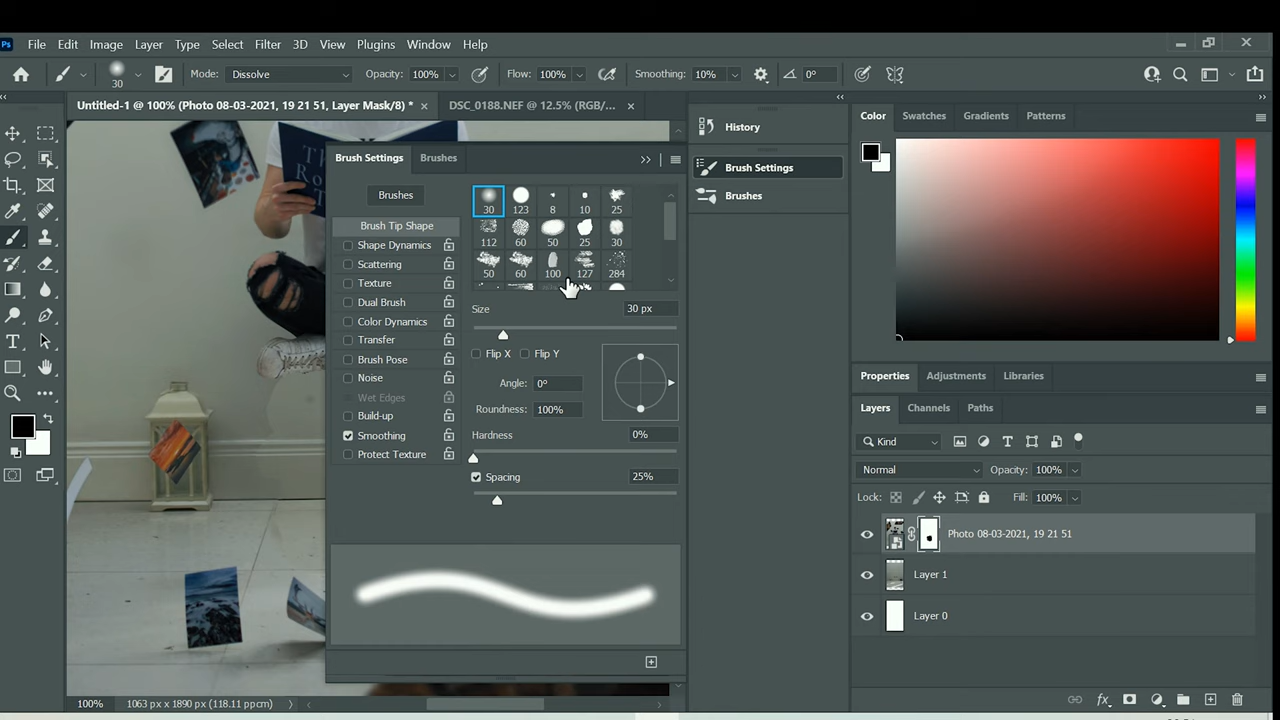 Ps File Edit Image Layer Type Select Filter 3D View Plugins Window Help
30 Mode: Dissolve Opacity: 100% Flow: 100% Smoothing: 10% 0°
Untitled-1 @ 100% (Photo 08-03-2021, 19 21 51, Layer Mask/8) * × DSC_0188.NEF @ 12.5% (RGB/... ×
Brush Settings Brushes
Brushes
Brush Tip Shape
Shape Dynamics
Scattering
Texture
Dual Brush
Color Dynamics
Transfer
Brush Pose
Noise
Wet Edges
Build-up
Smoothing
Protect Texture
30 123 8 10 25
112 60 50 25 30
50 60 100 127 284
Size 30 px
Flip X Flip Y
Angle: 0°
Roundness: 100%
Hardness 0%
Spacing 25%
100% 1063 px x 1890 px (118.11 ppcm)
History
Brush Settings
Brushes
Color Swatches Gradients Patterns
Properties Adjustments Libraries
Layers Channels Paths
Kind
Normal Opacity: 100%
Lock: Fill: 100%
Photo 08-03-2021, 19 21 51
Layer 1
Layer 0
fx